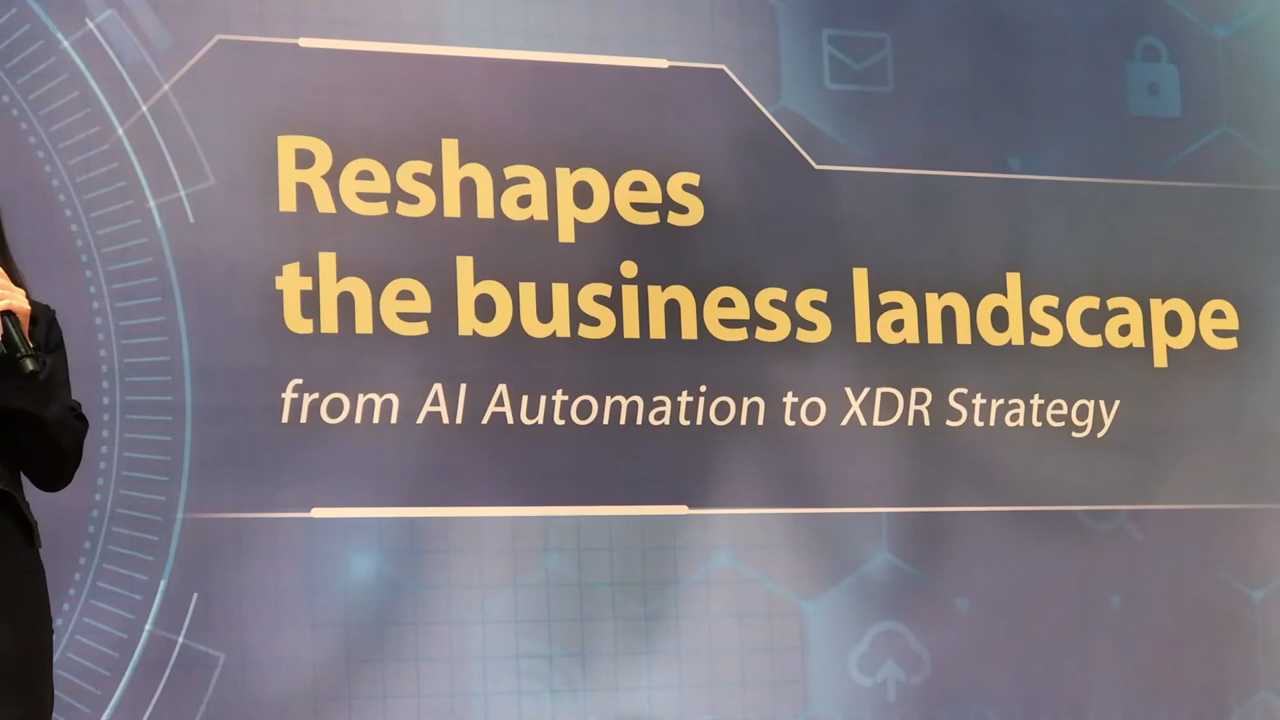 Reshapes
the business landscape
from AI Automation to XDR Strategy